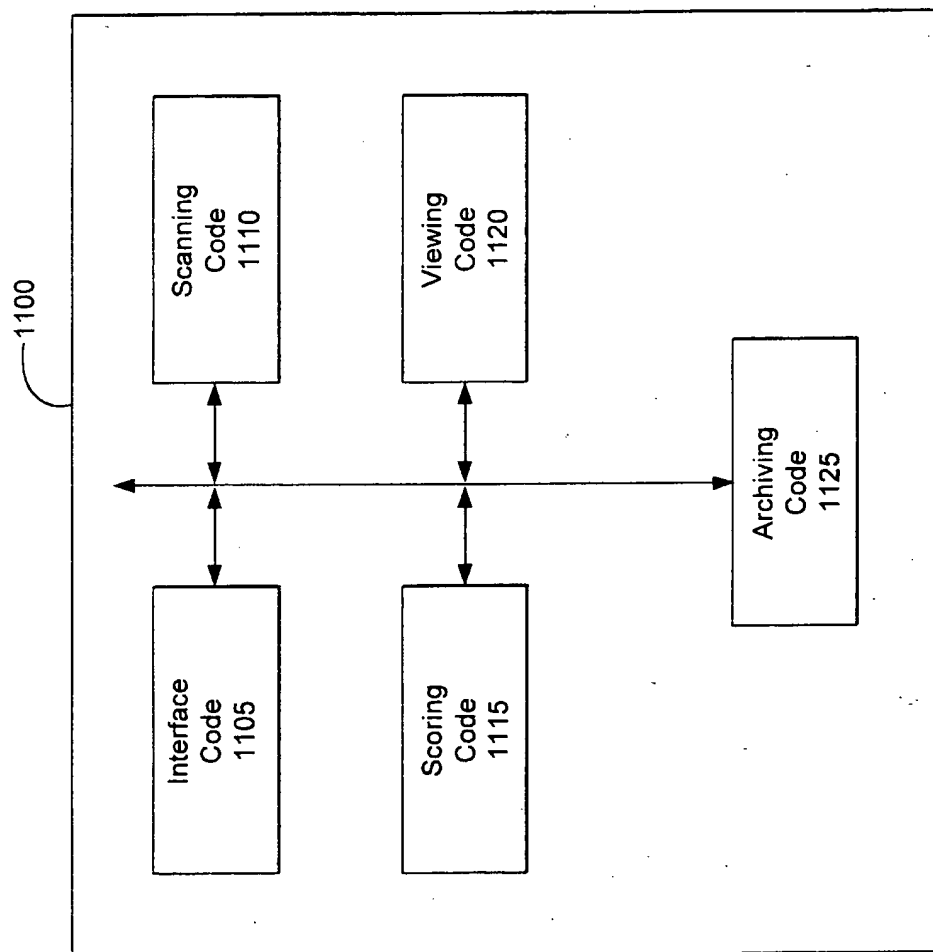 1100
Interface
Code
1105
Scanning
Code
1110
Scoring
Code
1115
Viewing
Code
1120
Archiving
Code
1125